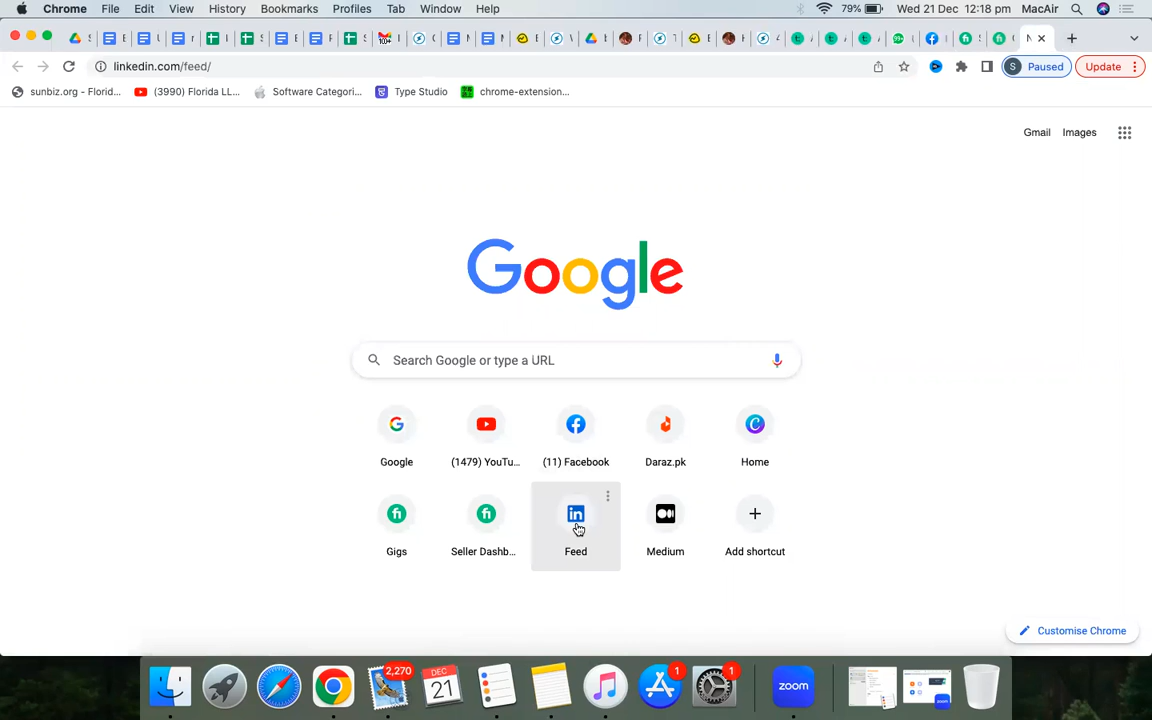 Chrome File Edit View History Bookmarks Profiles Tab Window Help 79% Wed 21 Dec 12:18 pm MacAir
linkedin.com/feed/
S Paused
Update
sunbiz.org - Florid...
(3990) Florida LL...
Software Categori...
Type Studio
chrome-extension...
Gmail Images
Google
Search Google or type a URL
Google
(1479) YouTu...
(11) Facebook
Daraz.pk
Home
Gigs
Seller Dashb...
Feed
Medium
Add shortcut
Customise Chrome
2,270
DEC
21
1
1
zoom